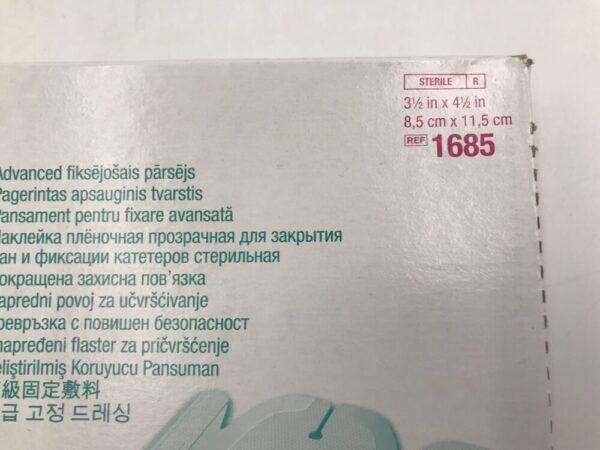 STERILE R
3½ in x 4½ in
8,5 cm x 11,5 cm
REF 1685
Advanced fiksējošais pārsējs
Pagerintas apsauginis tvarstis
Pansament pentru fixare avansată
Наклейка плёночная прозрачная для закрытия
ран и фиксации катетеров стерильная
окращена захисна пов'язка
apredni povoj za učvršćivanje
ревръзка с повишен безопасност
napređeni flaster za pričvršćenje
eliştirilmiş Koruyucu Pansuman
級固定敷料
급 고정 드레싱